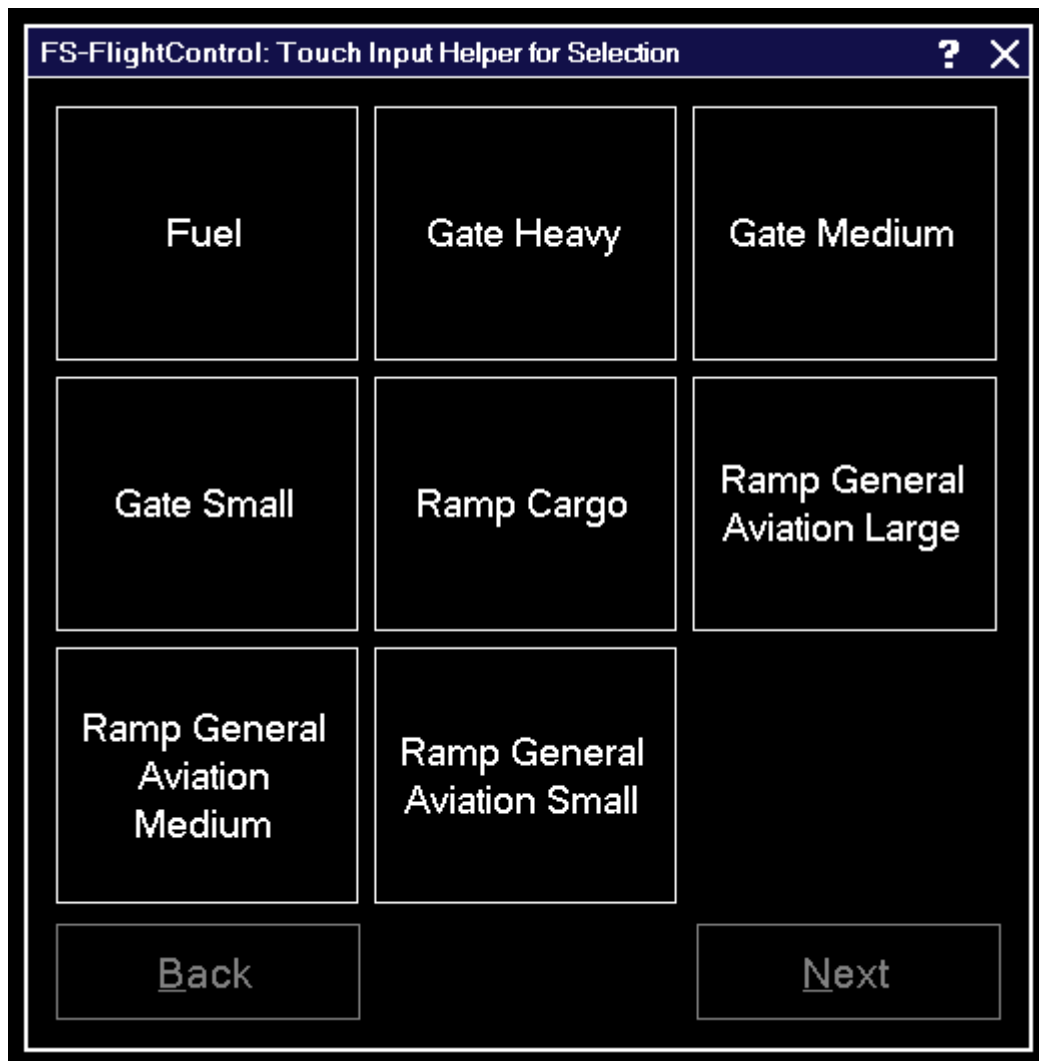 FS-FlightControl: Touch Input Helper for Selection ? X
Fuel
Gate Heavy
Gate Medium
Gate Small
Ramp Cargo
Ramp General
Aviation Large
Ramp General
Aviation
Medium
Ramp General
Aviation Small
Back
Next